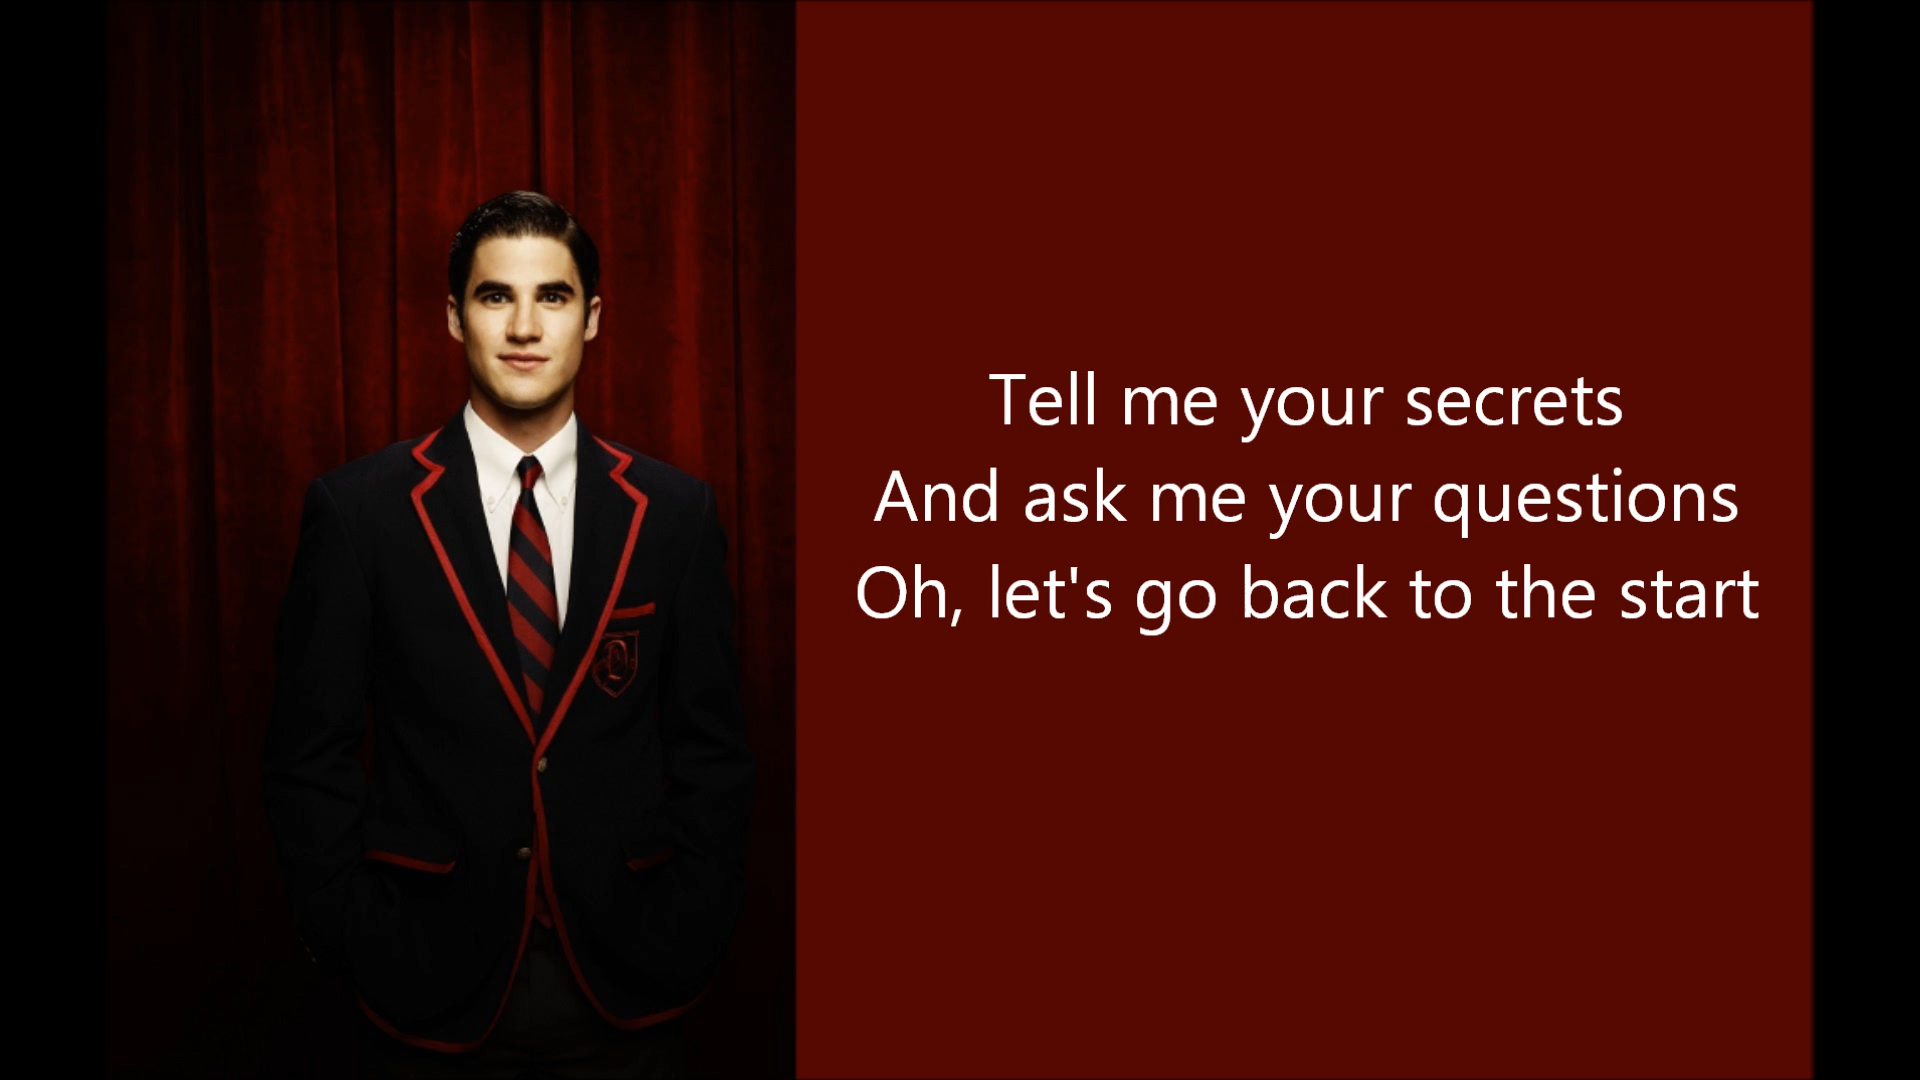 Tell me your secrets
And ask me your questions
Oh, let's go back to the start
D